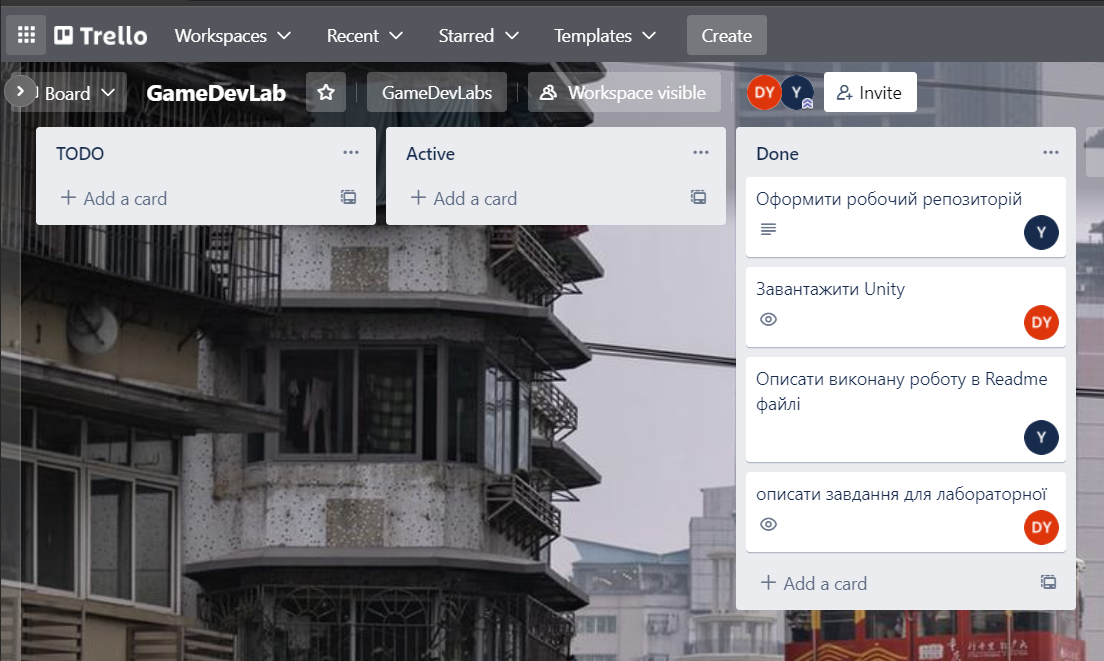 Trello
Workspaces
Recent
Starred
Templates
Create
Board
GameDevLab
GameDevLabs
Workspace visible
DY
Y
Invite
TODO
Add a card
Active
Add a card
Done
Оформити робочий репозиторій
Y
Завантажити Unity
DY
Описати виконану роботу в Readme
файлі
Y
описати завдання для лабораторної
DY
Add a card